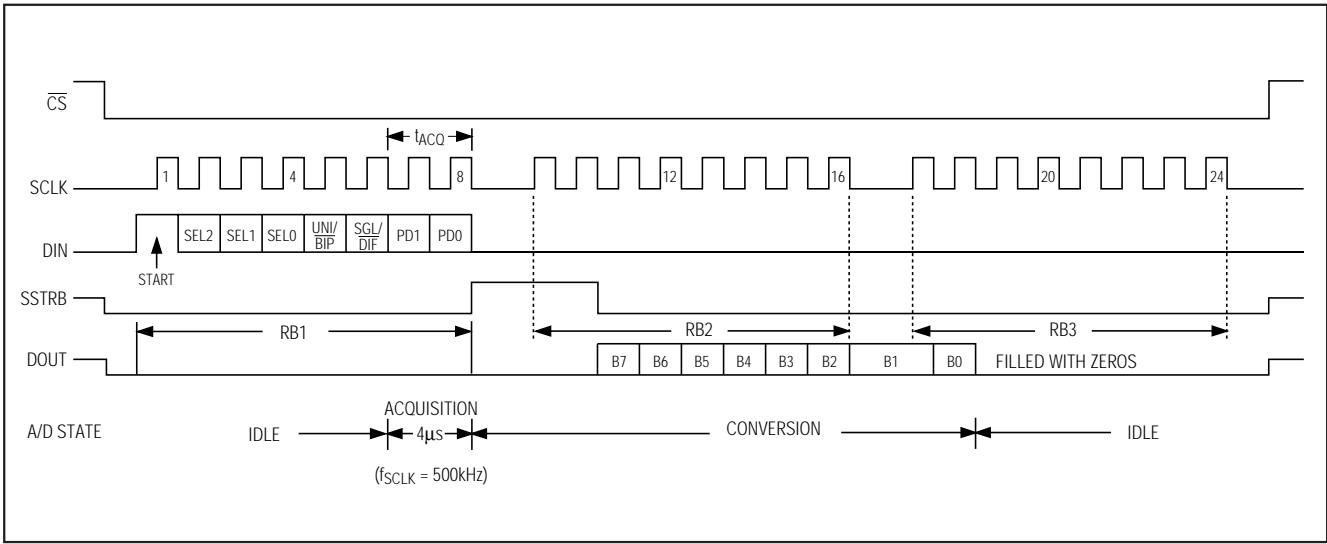 CS
tACQ
SCLK 1 4 8 12 16 20 24
DIN SEL2 SEL1 SEL0 UNI/BIP SGL/DIF PD1 PD0
START
SSTRB
RB1 RB2 RB3
DOUT B7 B6 B5 B4 B3 B2 B1 B0 FILLED WITH ZEROS
ACQUISITION
A/D STATE IDLE 4µs CONVERSION IDLE
(fSCLK = 500kHz)